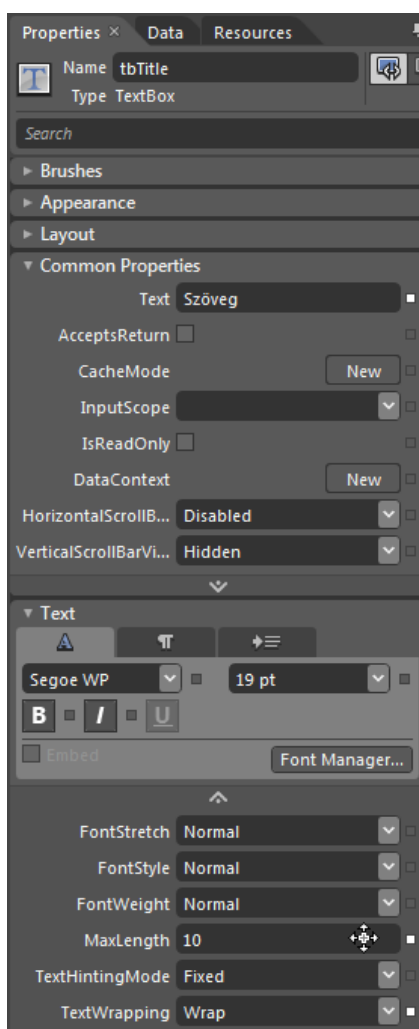 Properties × Data Resources
Name tbTitle
Type TextBox
Search
Brushes
Appearance
Layout
Common Properties
Text Szöveg
AcceptsReturn
CacheMode New
InputScope
IsReadOnly
DataContext New
HorizontalScrollB... Disabled
VerticalScrollBarVi... Hidden
Text
A ¶
Segoe WP 19 pt
B I U
Embed
Font Manager...
FontStretch Normal
FontStyle Normal
FontWeight Normal
MaxLength 10
TextHintingMode Fixed
TextWrapping Wrap